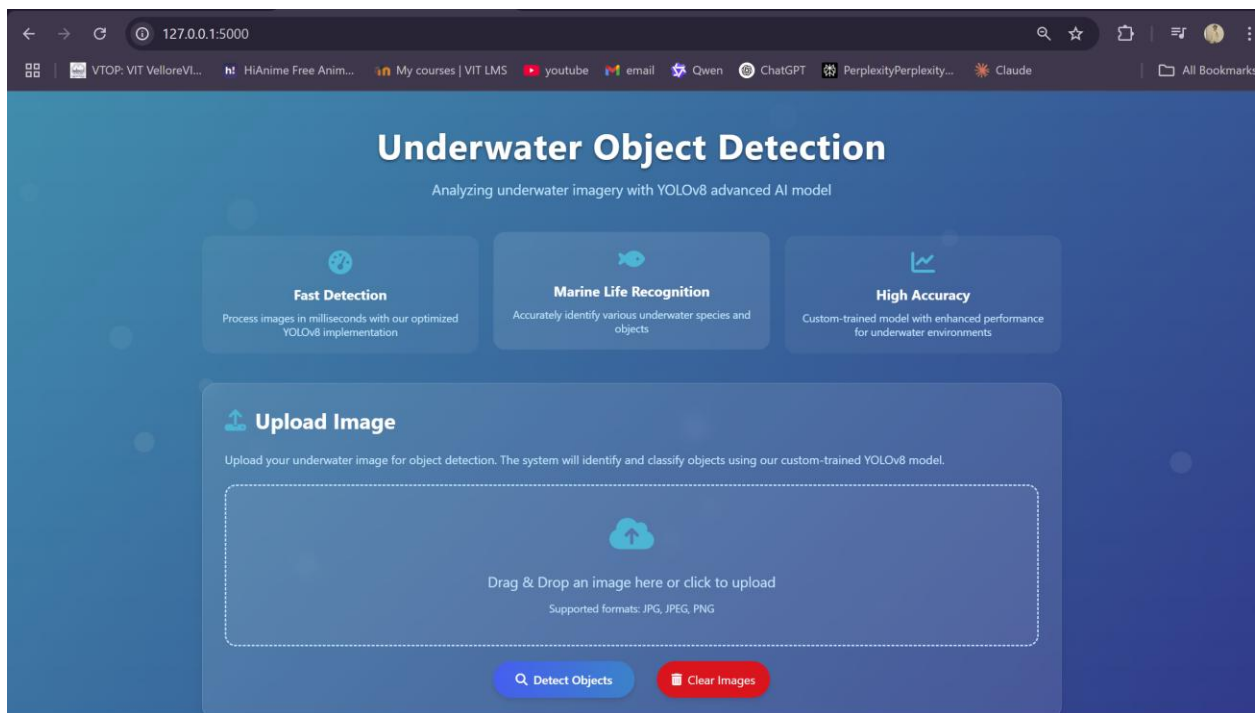 127.0.0.1:5000
VTOP: VIT VelloreVI... h! HiAnime Free Anim... My courses | VIT LMS youtube email Qwen ChatGPT PerplexityPerplexity... Claude All Bookmarks
Underwater Object Detection
Analyzing underwater imagery with YOLOv8 advanced AI model
Fast Detection
Process images in milliseconds with our optimized
YOLOv8 implementation
Marine Life Recognition
Accurately identify various underwater species and
objects
High Accuracy
Custom-trained model with enhanced performance
for underwater environments
Upload Image
Upload your underwater image for object detection. The system will identify and classify objects using our custom-trained YOLOv8 model.
Drag & Drop an image here or click to upload
Supported formats: JPG, JPEG, PNG
Detect Objects
Clear Images